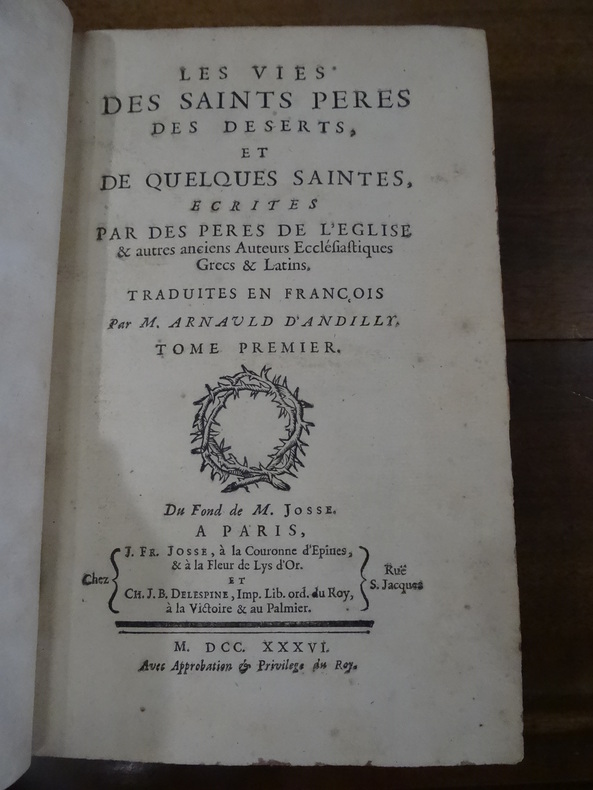 LES VIES
DES SAINTS PERES
DES DESERTS,
ET
DE QUELQUES SAINTES,
ECRITES
PAR DES PERES DE L'EGLISE
& autres anciens Auteurs Ecclésiastiques
Grecs & Latins,
TRADUITES EN FRANÇOIS
Par M. ARNAULD D'ANDILLY,
TOME PREMIER.
Du Fond de M. JOSSE.
A PARIS,
Chez
J. FR. JOSSE, à la Couronne d'Epines,
& à la Fleur de Lys d'Or.
ET
CH. J. B. DELESPINE, Imp. Lib. ord. du Roy,
à la Victoire & au Palmier.
Ruë
S. Jacques
M. DCC. XXXVI.
Avec Approbation & Privilege du Roy.